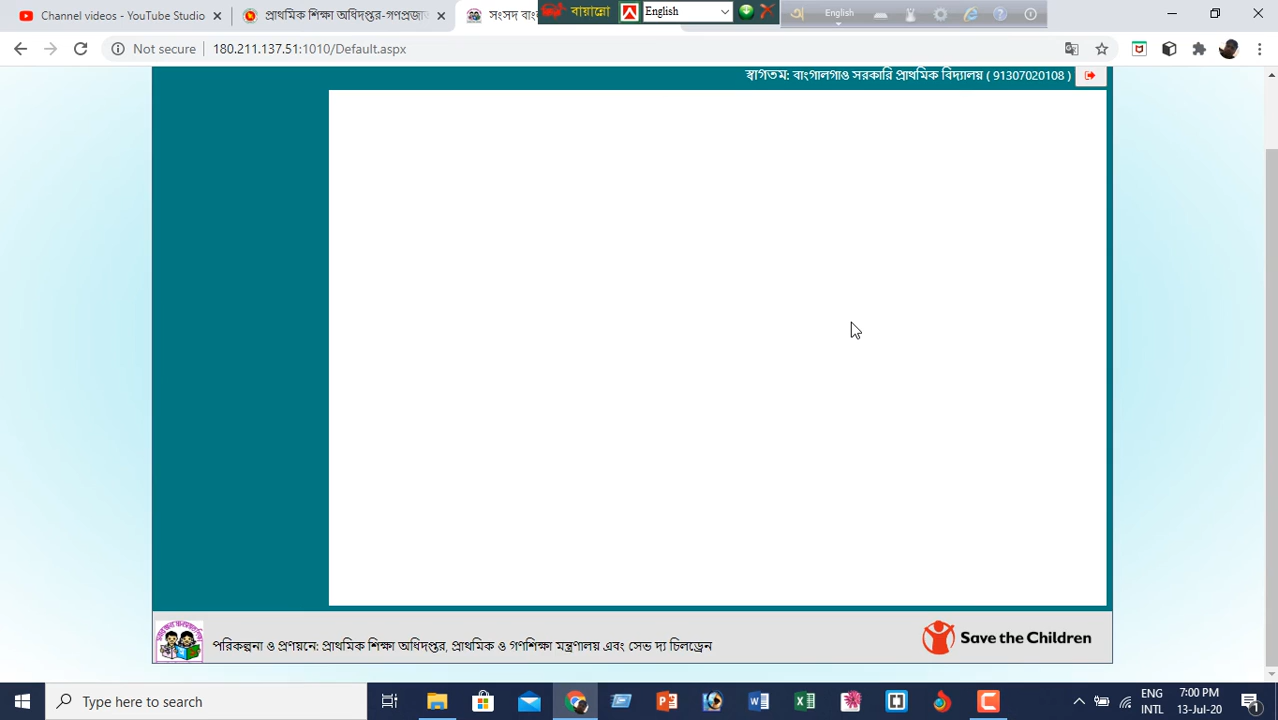 Channel videos - YouTube Studio
প্রাথমিক শিক্ষা অধিদপ্তর-গণপ্রজাত
সংসদ বাং
বায়ান্নো
English
English
Not secure
180.211.137.51:1010/Default.aspx
স্বাগতম: বাংগালগাও সরকারি প্রাথমিক বিদ্যালয় ( 91307020108 )
পরিকল্পনা ও প্রণয়নে: প্রাথমিক শিক্ষা অধিদপ্তর, প্রাথমিক ও গণশিক্ষা মন্ত্রণালয় এবং সেভ দ্য চিলড্রেন
Save the Children
Type here to search
ENG
INTL
7:00 PM
13-Jul-20
1